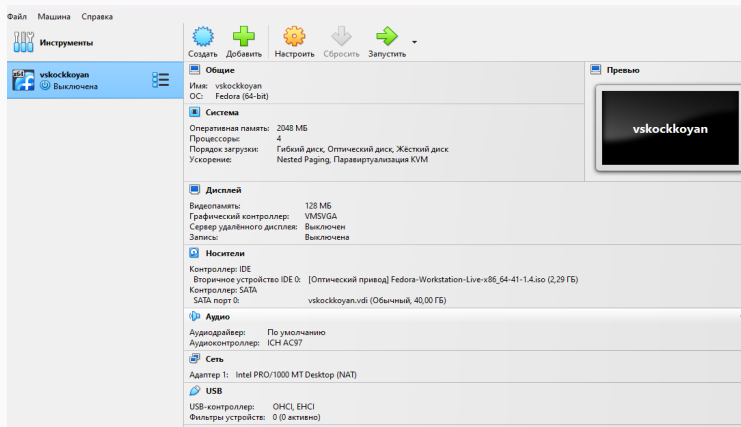 Файл Машина Справка
Инструменты
Создать Добавить Настроить Сбросить Запустить
x64 vskockkoyan
Выключена
Общие
Имя: vskockkoyan
ОС: Fedora (64-bit)
Превью
vskockkoyan
Система
Оперативная память: 2048 МБ
Процессоры: 4
Порядок загрузки: Гибкий диск, Оптический диск, Жёсткий диск
Ускорение: Nested Paging, Паравиртуализация KVM
Дисплей
Видеопамять: 128 МБ
Графический контроллер: VMSVGA
Сервер удалённого дисплея: Выключен
Запись: Выключена
Носители
Контроллер: IDE
Вторичное устройство IDE 0: [Оптический привод] Fedora-Workstation-Live-x86_64-41-1.4.iso (2,29 ГБ)
Контроллер: SATA
SATA порт 0: vskockkoyan.vdi (Обычный, 40,00 ГБ)
Аудио
Аудиодрайвер: По умолчанию
Аудиоконтроллер: ICH AC97
Сеть
Адаптер 1: Intel PRO/1000 MT Desktop (NAT)
USB
USB-контроллер: OHCI, EHCI
Фильтры устройств: 0 (0 активно)